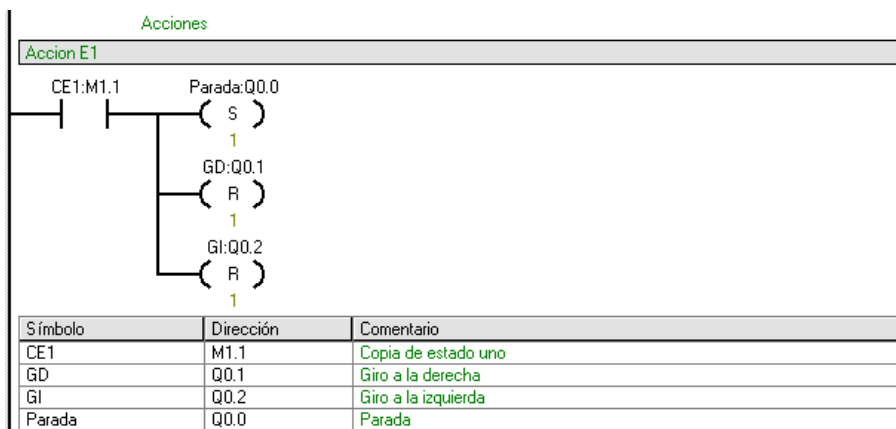 Acciones
Accion E1
CE1:M1.1 Parada:Q0.0
S
1
GD:Q0.1
R
1
GI:Q0.2
R
1
Símbolo Dirección Comentario
CE1 M1.1 Copia de estado uno
GD Q0.1 Giro a la derecha
GI Q0.2 Giro a la izquierda
Parada Q0.0 Parada